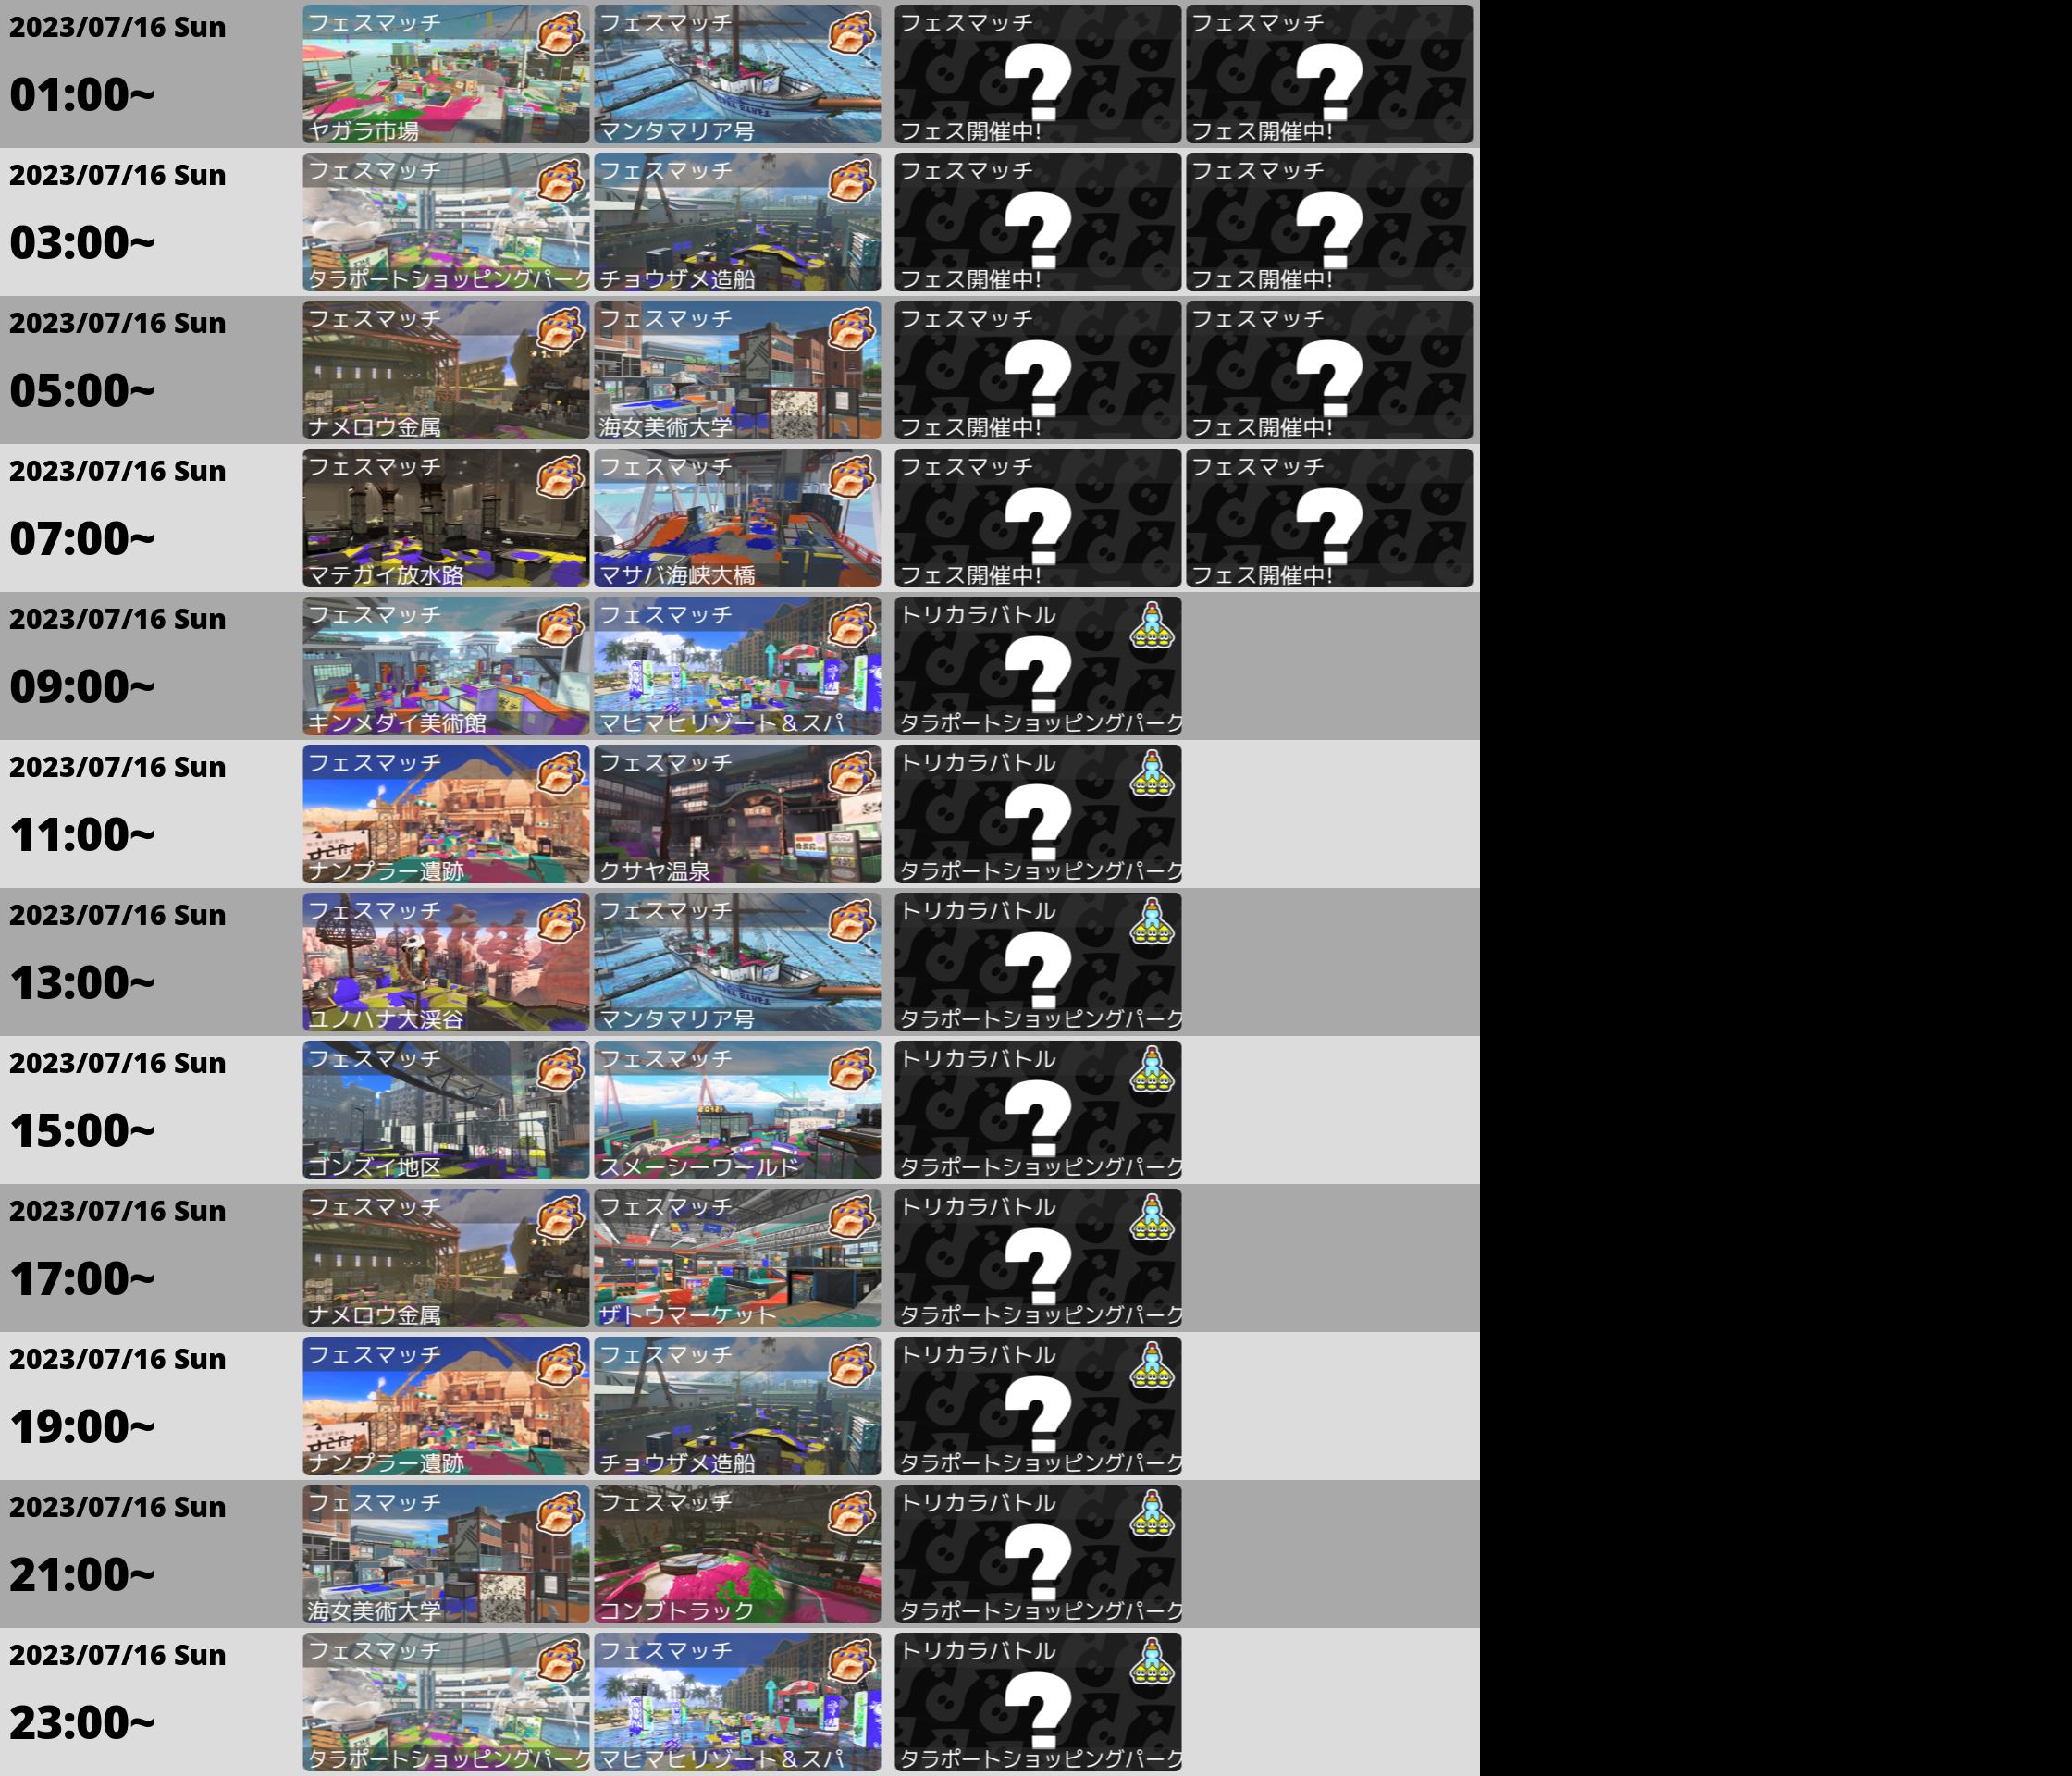 2023/07/16 Sun
01:00~
フェスマッチ
ヤガラ市場
フェスマッチ
マンタマリア号
フェスマッチ
?
フェス開催中!
フェスマッチ
?
フェス開催中!
2023/07/16 Sun
03:00~
フェスマッチ
タラポートショッピングパーク
フェスマッチ
チョウザメ造船
フェスマッチ
?
フェス開催中!
フェスマッチ
?
フェス開催中!
2023/07/16 Sun
05:00~
フェスマッチ
ナメロウ金属
フェスマッチ
海女美術大学
フェスマッチ
?
フェス開催中!
フェスマッチ
?
フェス開催中!
2023/07/16 Sun
07:00~
フェスマッチ
マテガイ放水路
フェスマッチ
マサバ海峡大橋
フェスマッチ
?
フェス開催中!
フェスマッチ
?
フェス開催中!
2023/07/16 Sun
09:00~
フェスマッチ
キンメダイ美術館
フェスマッチ
マヒマヒリゾート＆スパ
トリカラバトル
?
タラポートショッピングパーク
2023/07/16 Sun
11:00~
フェスマッチ
ナンプラー遺跡
フェスマッチ
クサヤ温泉
トリカラバトル
?
タラポートショッピングパーク
2023/07/16 Sun
13:00~
フェスマッチ
ユノハナ大渓谷
フェスマッチ
マンタマリア号
トリカラバトル
?
タラポートショッピングパーク
2023/07/16 Sun
15:00~
フェスマッチ
ゴンズイ地区
フェスマッチ
スメーシーワールド
トリカラバトル
?
タラポートショッピングパーク
2023/07/16 Sun
17:00~
フェスマッチ
ナメロウ金属
フェスマッチ
ザトウマーケット
トリカラバトル
?
タラポートショッピングパーク
2023/07/16 Sun
19:00~
フェスマッチ
ナンプラー遺跡
フェスマッチ
チョウザメ造船
トリカラバトル
?
タラポートショッピングパーク
2023/07/16 Sun
21:00~
フェスマッチ
海女美術大学
フェスマッチ
コンブトラック
トリカラバトル
?
タラポートショッピングパーク
2023/07/16 Sun
23:00~
フェスマッチ
タラポートショッピングパーク
フェスマッチ
マヒマヒリゾート＆スパ
トリカラバトル
?
タラポートショッピングパーク